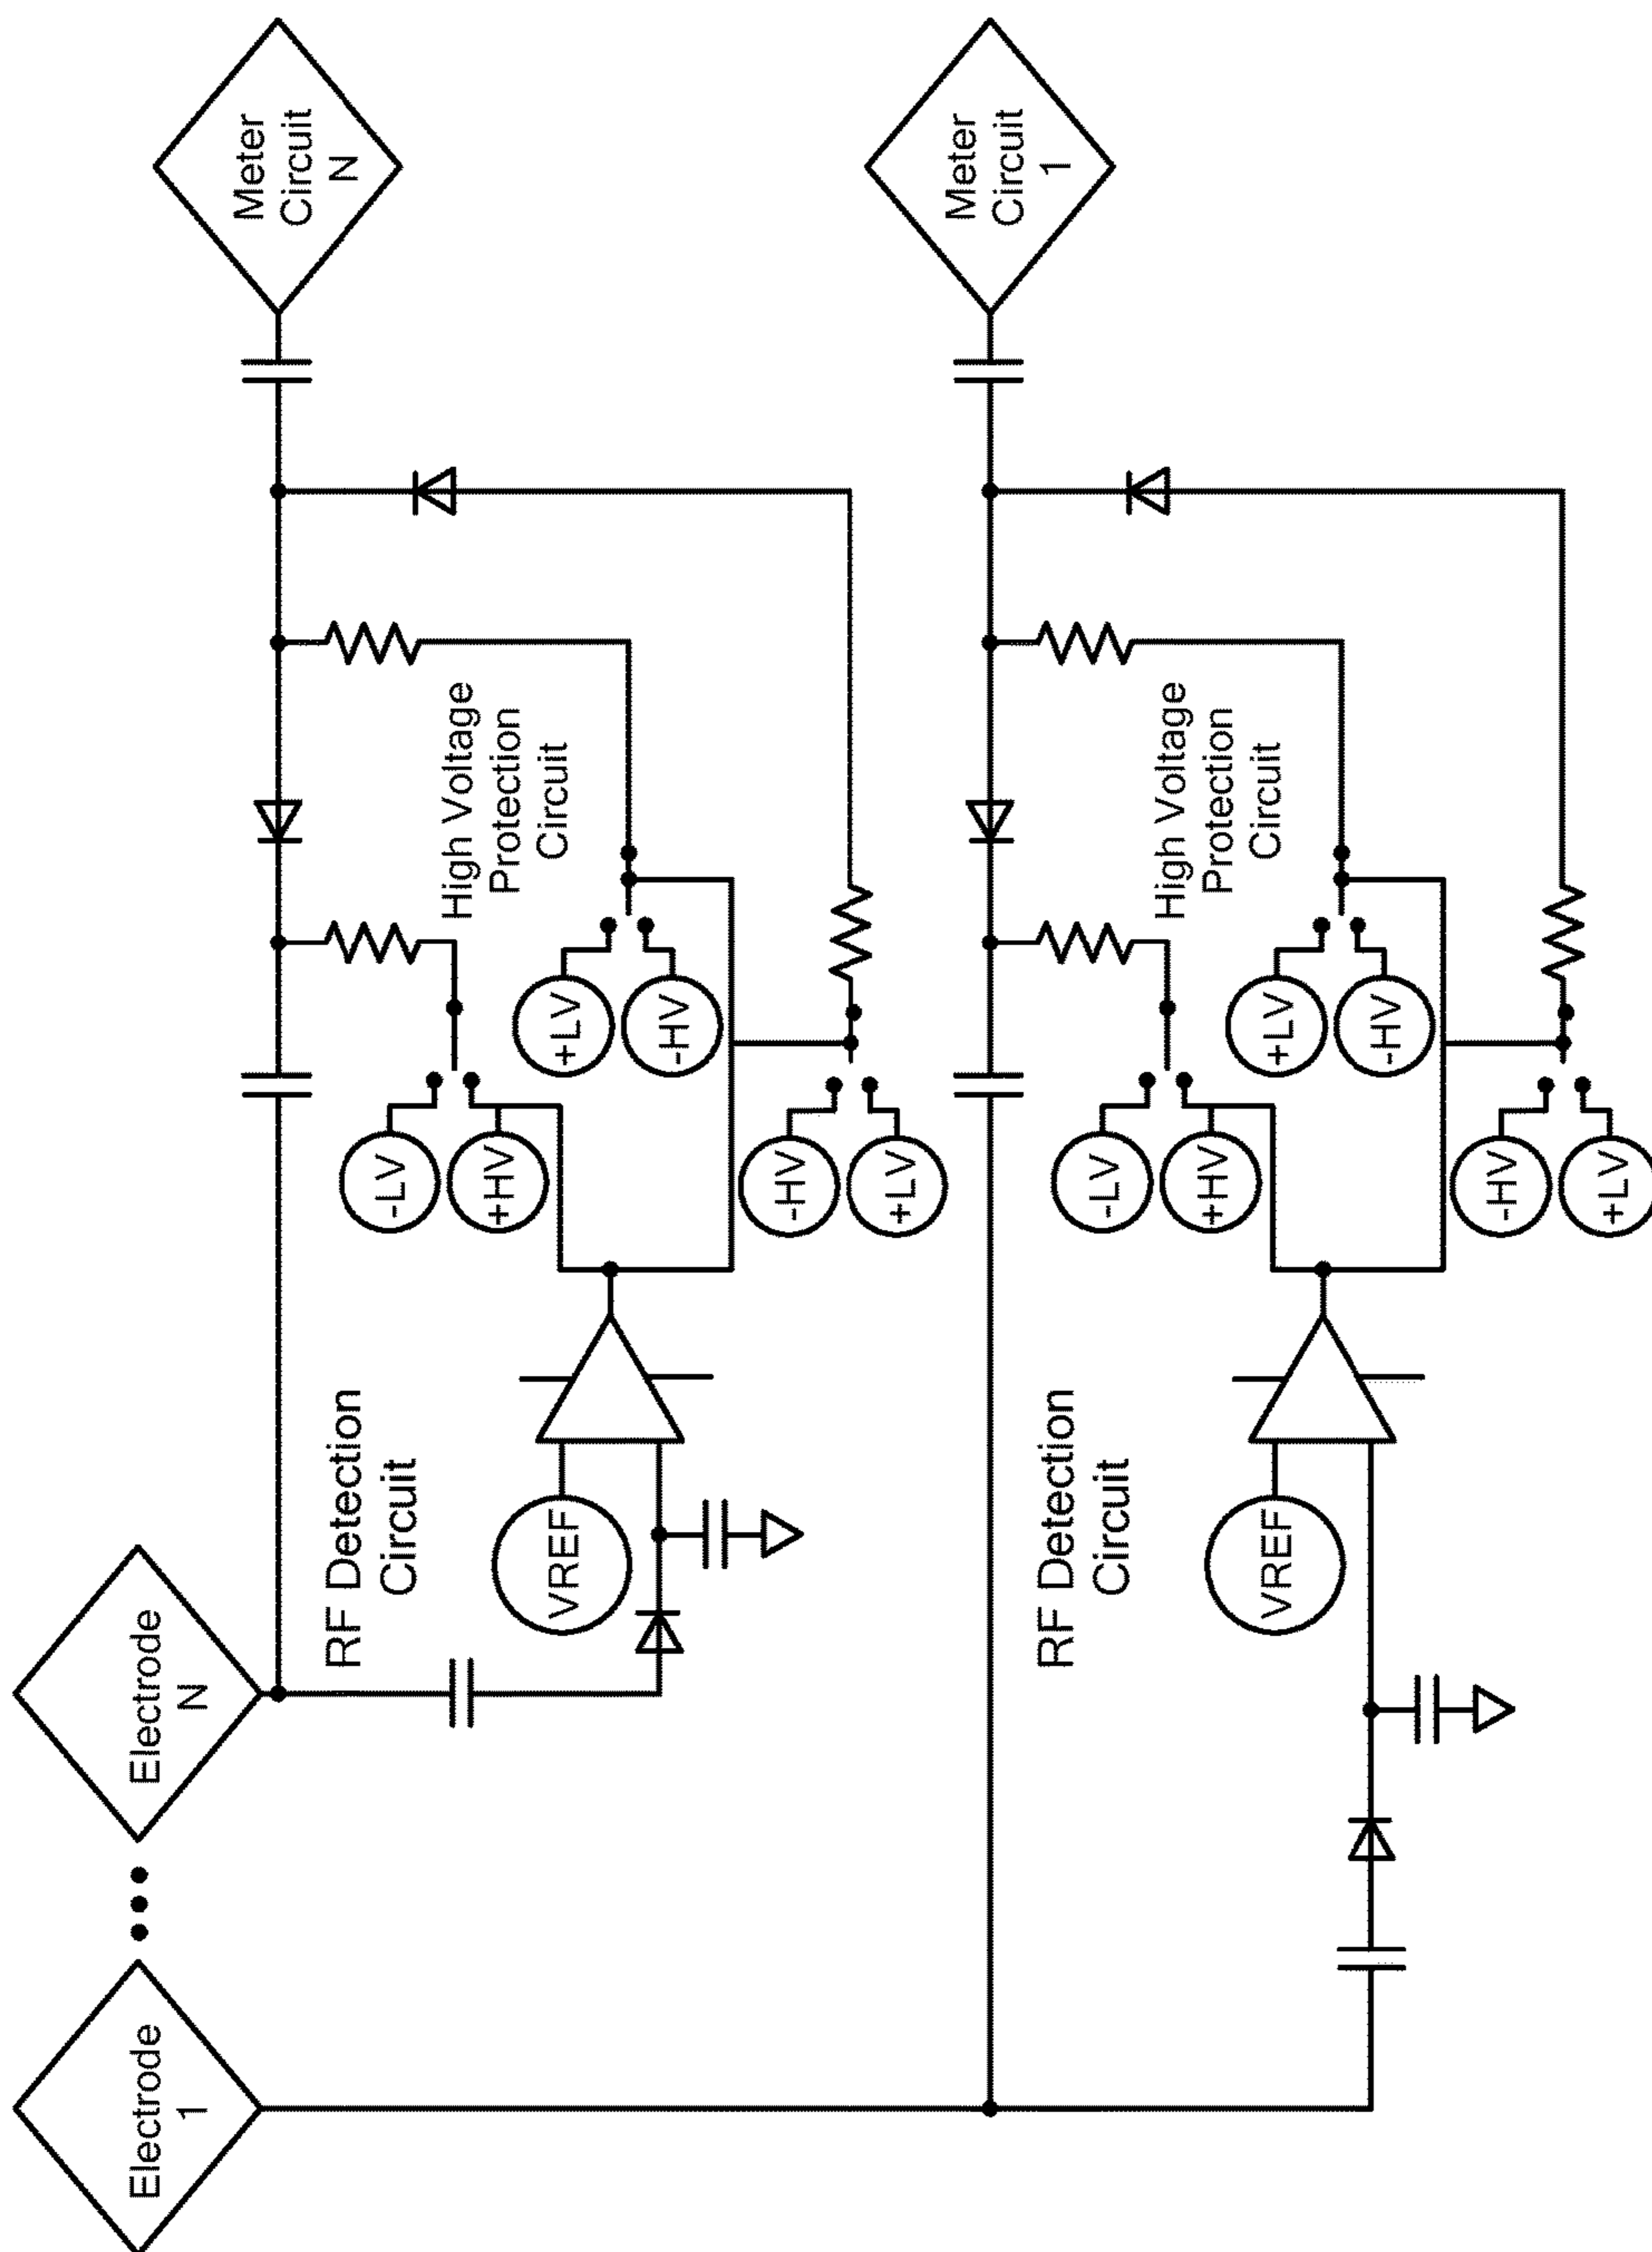 Electrode
1
Electrode
N
RF Detection
Circuit
VREF
-LV
+HV
+LV
-HV
-HV
+LV
High Voltage
Protection
Circuit
Meter
Circuit
N
RF Detection
Circuit
VREF
-LV
+HV
+LV
-HV
-HV
+LV
High Voltage
Protection
Circuit
Meter
Circuit
1